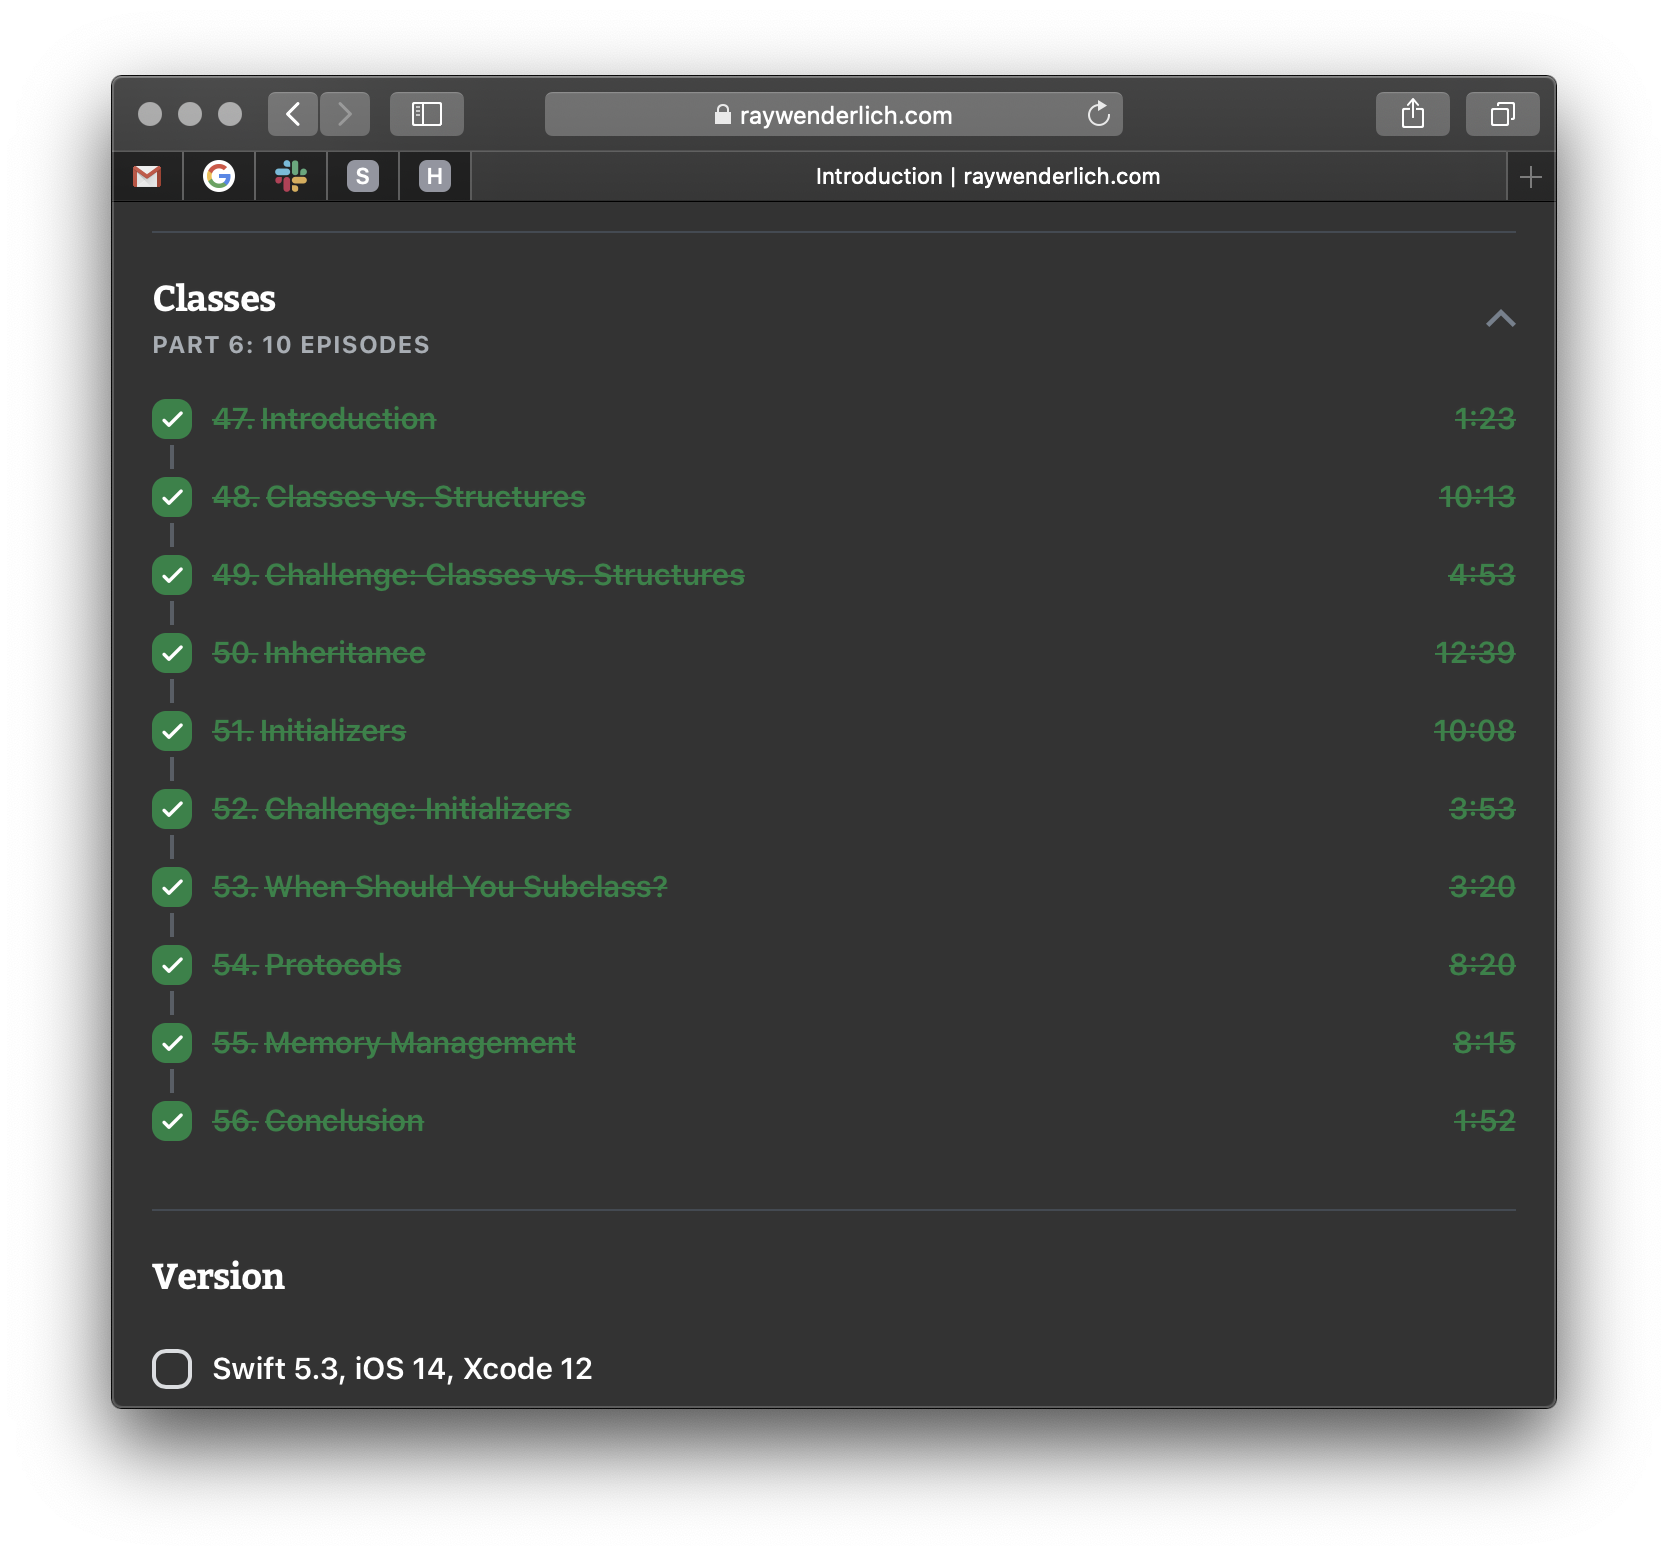 raywenderlich.com
S H Introduction | raywenderlich.com
Classes
PART 6: 10 EPISODES
47. Introduction 1:23
48. Classes vs. Structures 10:13
49. Challenge: Classes vs. Structures 4:53
50. Inheritance 12:39
51. Initializers 10:08
52. Challenge: Initializers 3:53
53. When Should You Subclass? 3:20
54. Protocols 8:20
55. Memory Management 8:15
56. Conclusion 1:52
Version
Swift 5.3, iOS 14, Xcode 12